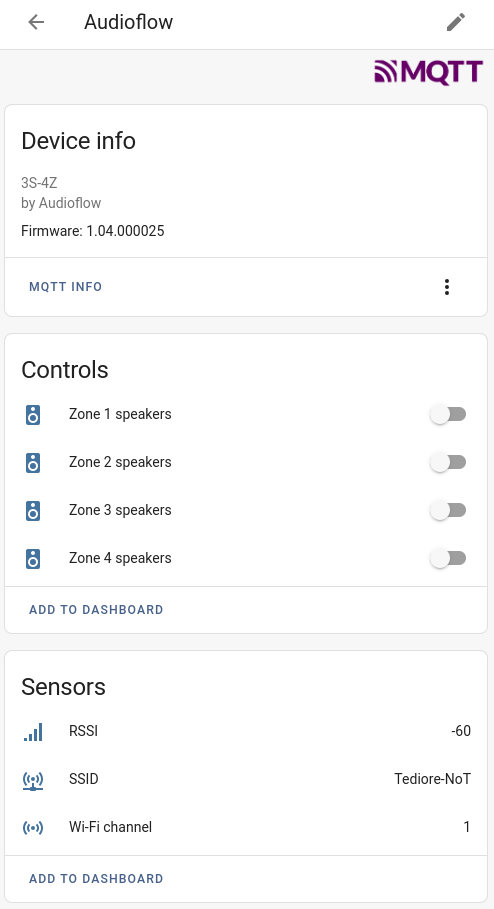 Audioflow
MQTT
Device info
3S-4Z
by Audioflow
Firmware: 1.04.000025
MQTT INFO
Controls
Zone 1 speakers
Zone 2 speakers
Zone 3 speakers
Zone 4 speakers
ADD TO DASHBOARD
Sensors
RSSI -60
SSID Tediore-NoT
Wi-Fi channel 1
ADD TO DASHBOARD